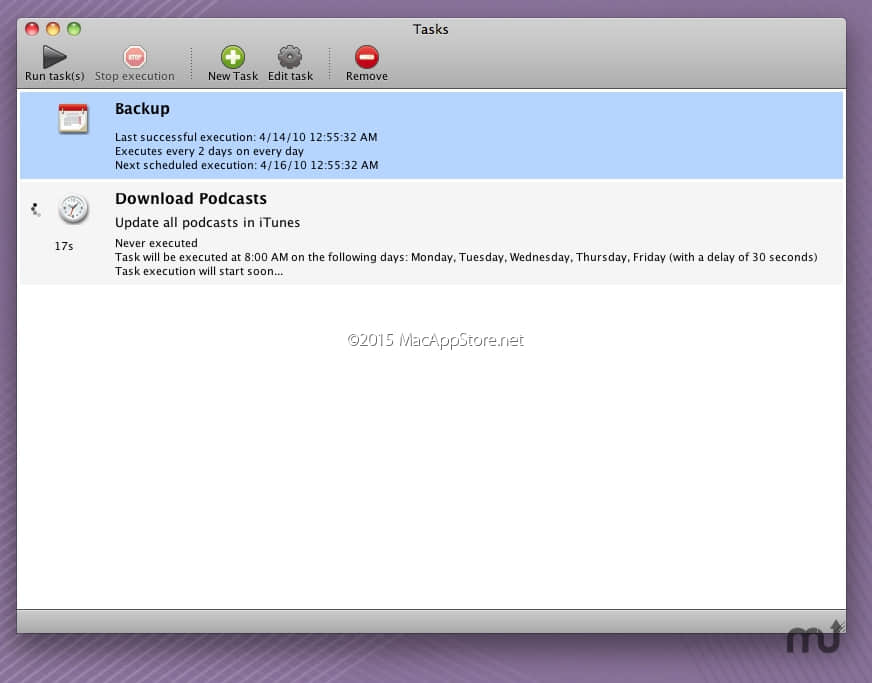 Tasks
Run task(s) Stop execution New Task Edit task Remove
STOP
Backup
Last successful execution: 4/14/10 12:55:32 AM
Executes every 2 days on every day
Next scheduled execution: 4/16/10 12:55:32 AM
Download Podcasts
Update all podcasts in iTunes
17s
Never executed
Task will be executed at 8:00 AM on the following days: Monday, Tuesday, Wednesday, Thursday, Friday (with a delay of 30 seconds)
Task execution will start soon...
©2015 MacAppStore.net
mu